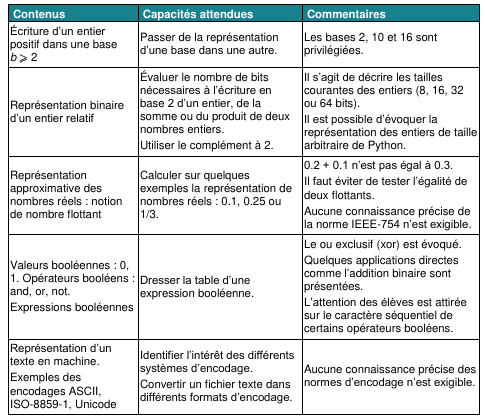 Contenus
Capacités attendues
Commentaires
Écriture d'un entier
positif dans une base
b ⩾ 2
Passer de la représentation
d'une base dans une autre.
Les bases 2, 10 et 16 sont
privilégiées.
Représentation binaire
d'un entier relatif
Évaluer le nombre de bits
nécessaires à l'écriture en
base 2 d'un entier, de la
somme ou du produit de deux
nombres entiers.
Utiliser le complément à 2.
Il s'agit de décrire les tailles
courantes des entiers (8, 16, 32
ou 64 bits).
Il est possible d'évoquer la
représentation des entiers de taille
arbitraire de Python.
Représentation
approximative des
nombres réels : notion
de nombre flottant
Calculer sur quelques
exemples la représentation de
nombres réels : 0.1, 0.25 ou
1/3.
0.2 + 0.1 n'est pas égal à 0.3.
Il faut éviter de tester l'égalité de
deux flottants.
Aucune connaissance précise de
la norme IEEE-754 n'est exigible.
Valeurs booléennes : 0,
1. Opérateurs booléens :
and, or, not.
Expressions booléennes
Dresser la table d'une
expression booléenne.
Le ou exclusif (xor) est évoqué.
Quelques applications directes
comme l'addition binaire sont
présentées.
L'attention des élèves est attirée
sur le caractère séquentiel de
certains opérateurs booléens.
Représentation d'un
texte en machine.
Exemples des
encodages ASCII,
ISO-8859-1, Unicode
Identifier l'intérêt des différents
systèmes d'encodage.
Convertir un fichier texte dans
différents formats d'encodage.
Aucune connaissance précise des
normes d'encodage n'est exigible.